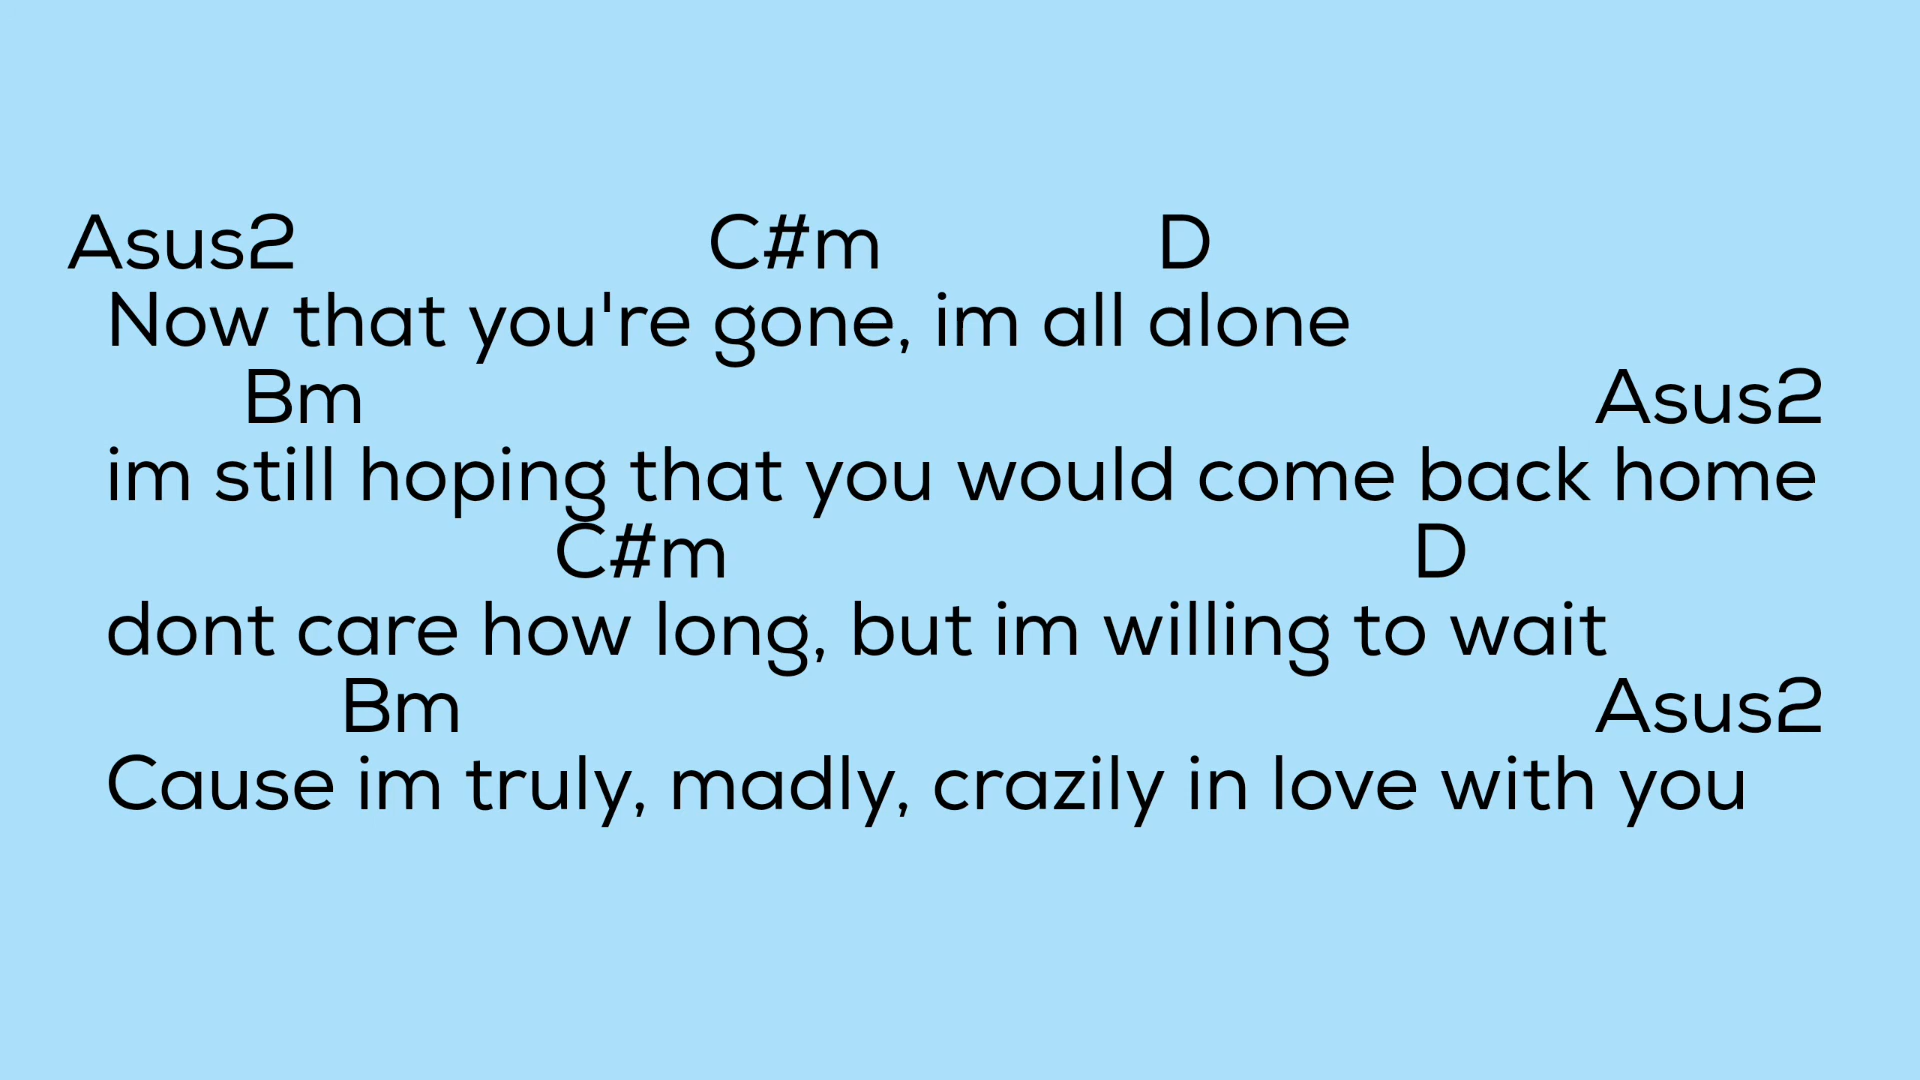 Asus2 C#m D
Now that you're gone, im all alone
Bm Asus2
im still hoping that you would come back home
C#m D
dont care how long, but im willing to wait
Bm Asus2
Cause im truly, madly, crazily in love with you